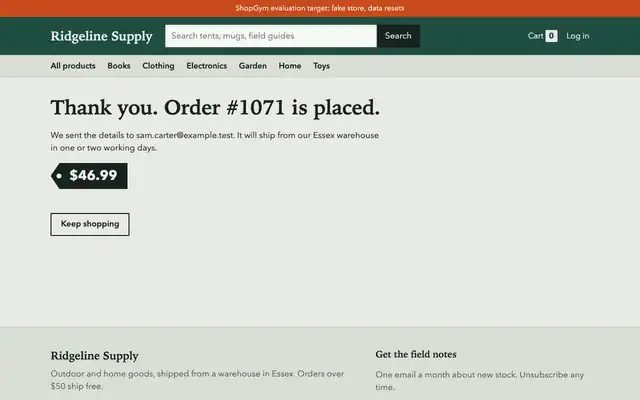 ShopGym evaluation target: fake store, data resets
Ridgeline Supply
Search tents, mugs, field guides
Search
Cart 0
Log in
All products
Books
Clothing
Electronics
Garden
Home
Toys
Thank you. Order #1071 is placed.
We sent the details to sam.carter@example.test. It will ship from our Essex warehouse
in one or two working days.
$46.99
Keep shopping
Ridgeline Supply
Outdoor and home goods, shipped from a warehouse in Essex. Orders over
$50 ship free.
Get the field notes
One email a month about new stock. Unsubscribe any
time.